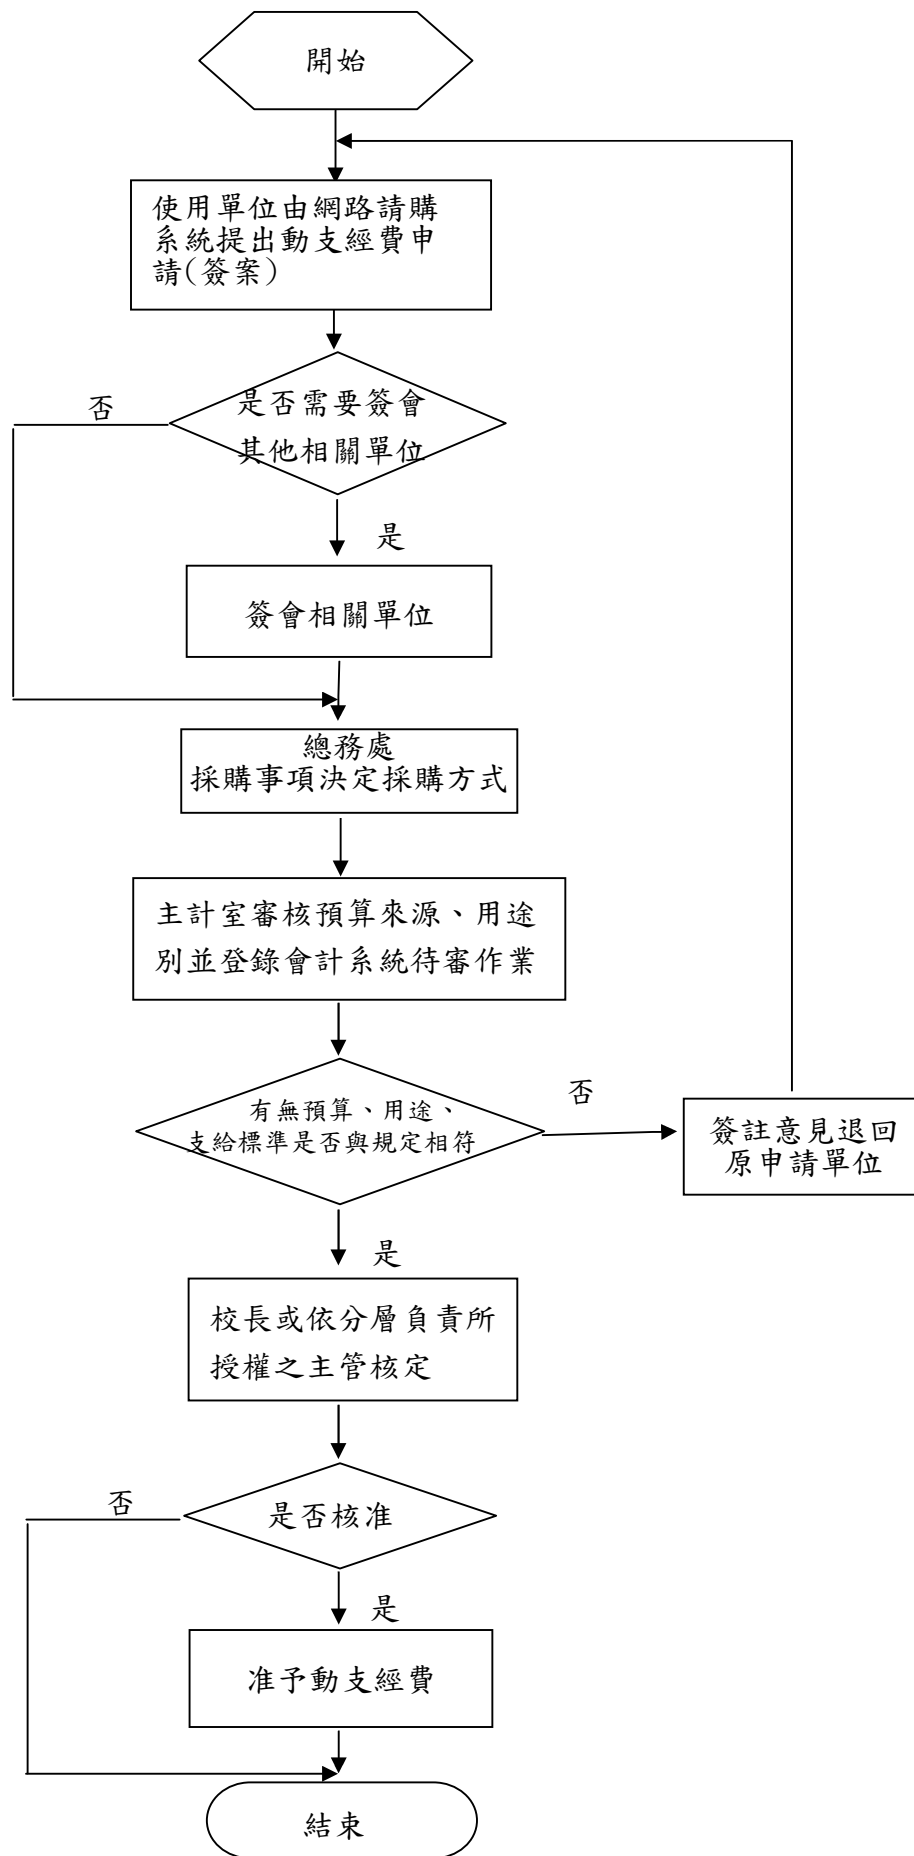 開始
使用單位由網路請購
系統提出動支經費申
請(簽案)
否
是否需要簽會
其他相關單位
是
簽會相關單位
總務處
採購事項決定採購方式
主計室審核預算來源、用途
別並登錄會計系統待審作業
有無預算、用途、
支給標準是否與規定相符
否
簽註意見退回
原申請單位
是
校長或依分層負責所
授權之主管核定
否
是否核准
是
准予動支經費
結束